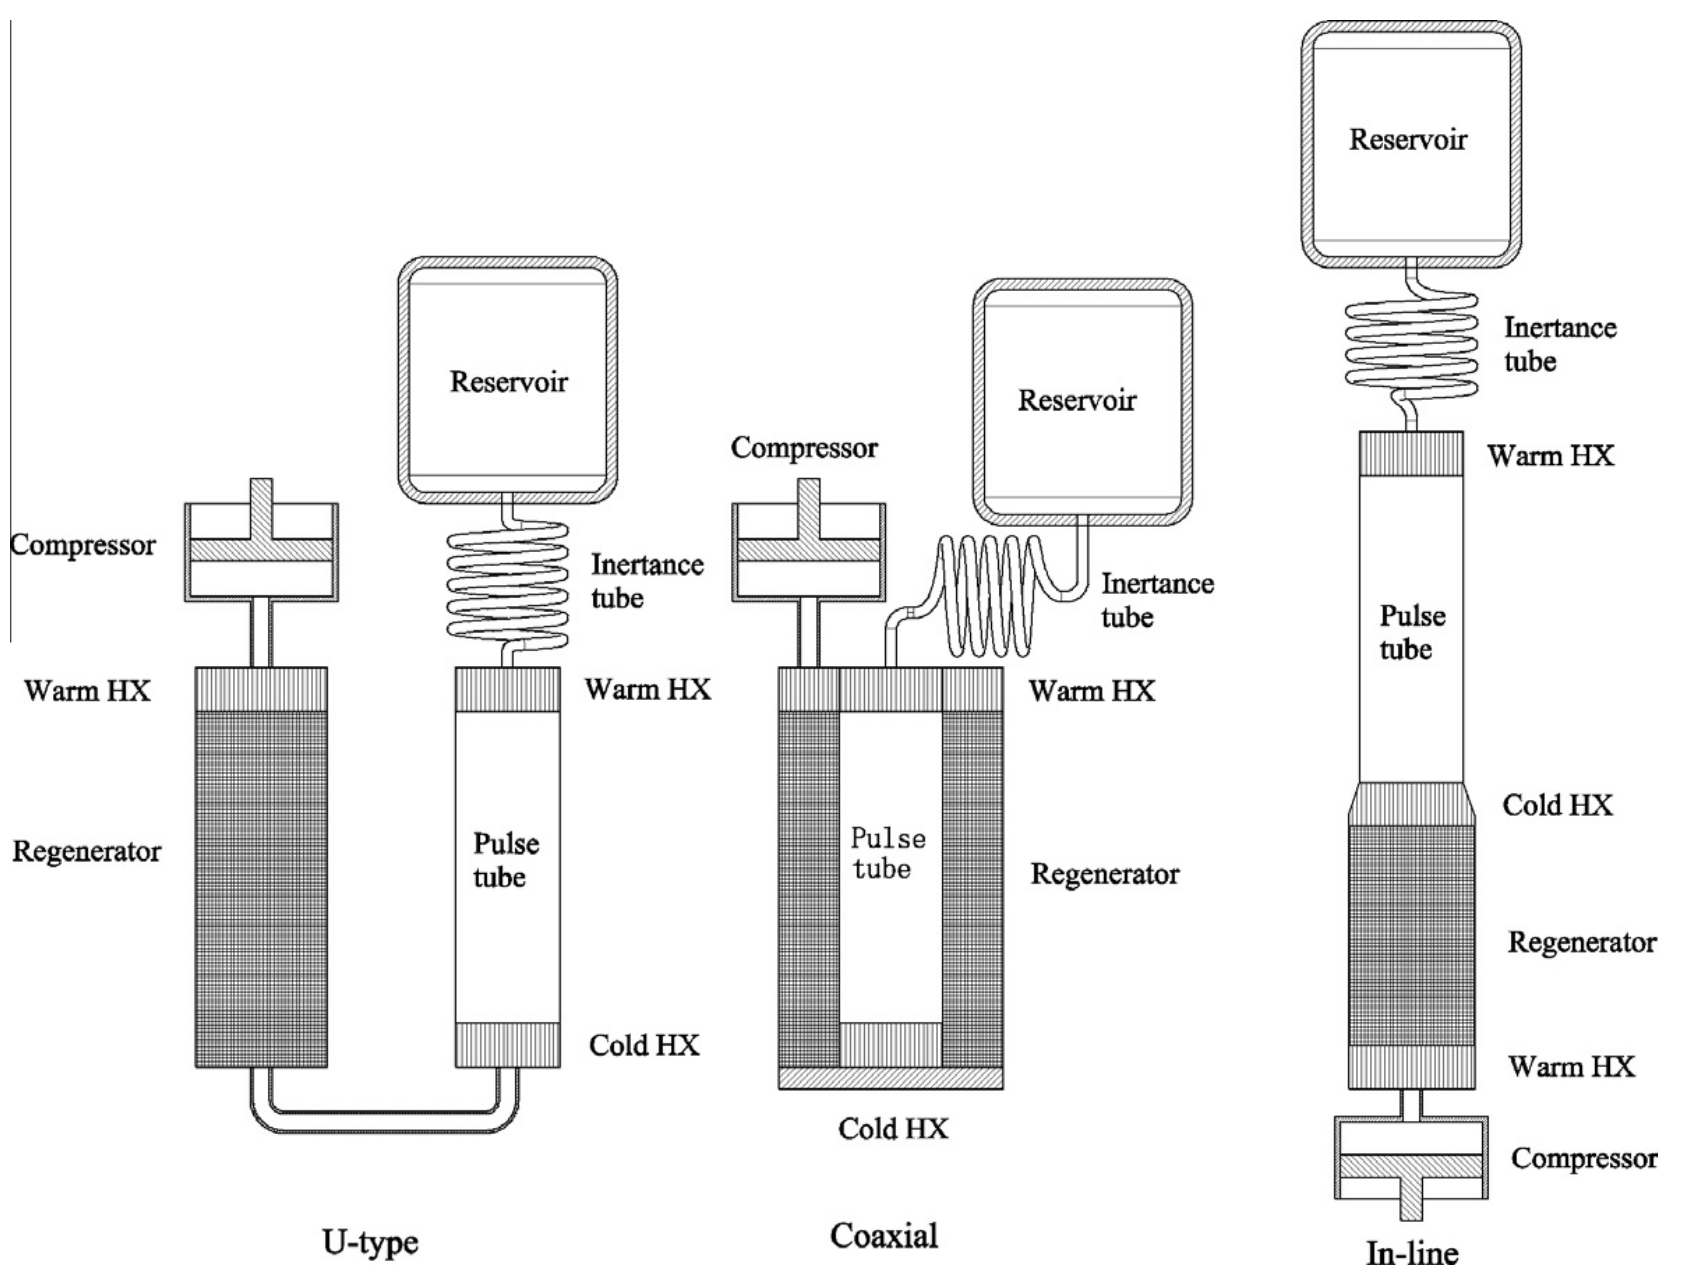 Reservoir
Inertance
tube
Compressor
Warm HX
Warm HX
Regenerator
Pulse
tube
Cold HX
U-type
Compressor
Reservoir
Inertance
tube
Warm HX
Pulse
tube
Regenerator
Cold HX
Coaxial
Reservoir
Inertance
tube
Warm HX
Pulse
tube
Cold HX
Regenerator
Warm HX
Compressor
In-line